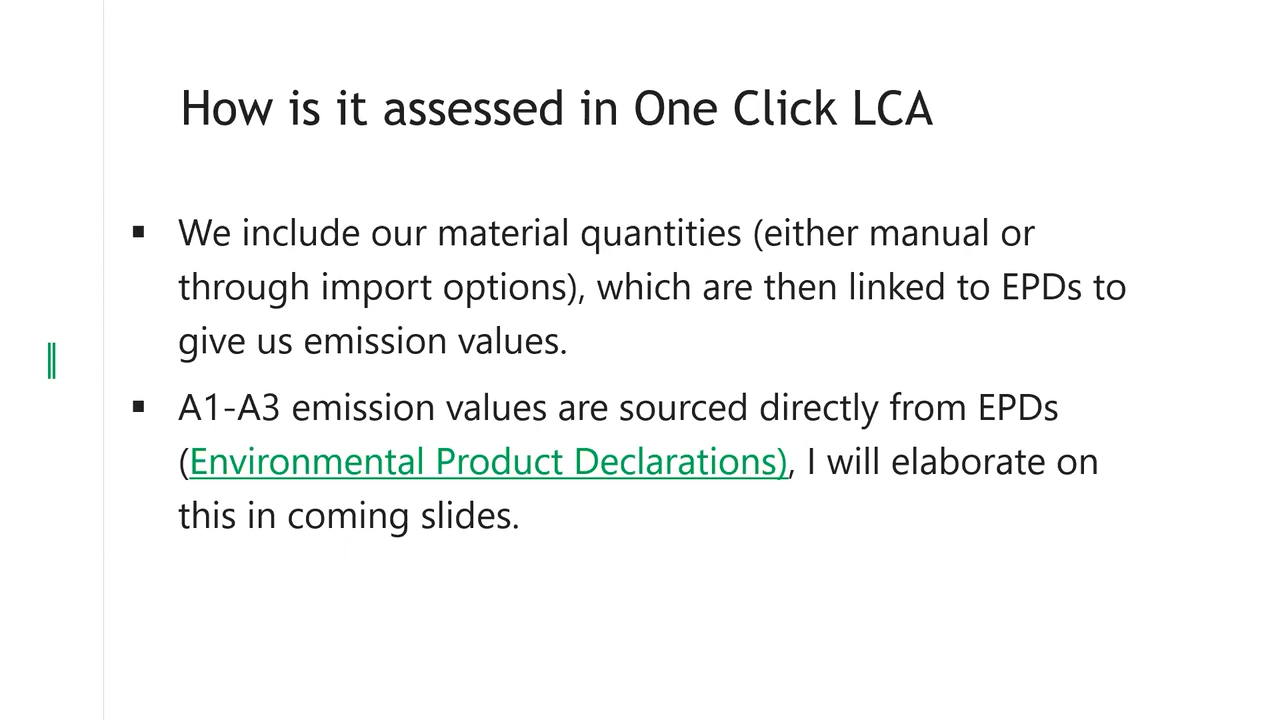 How is it assessed in One Click LCA
▪ We include our material quantities (either manual or
through import options), which are then linked to EPDs to
give us emission values.
▪ A1-A3 emission values are sourced directly from EPDs
(Environmental Product Declarations), I will elaborate on
this in coming slides.